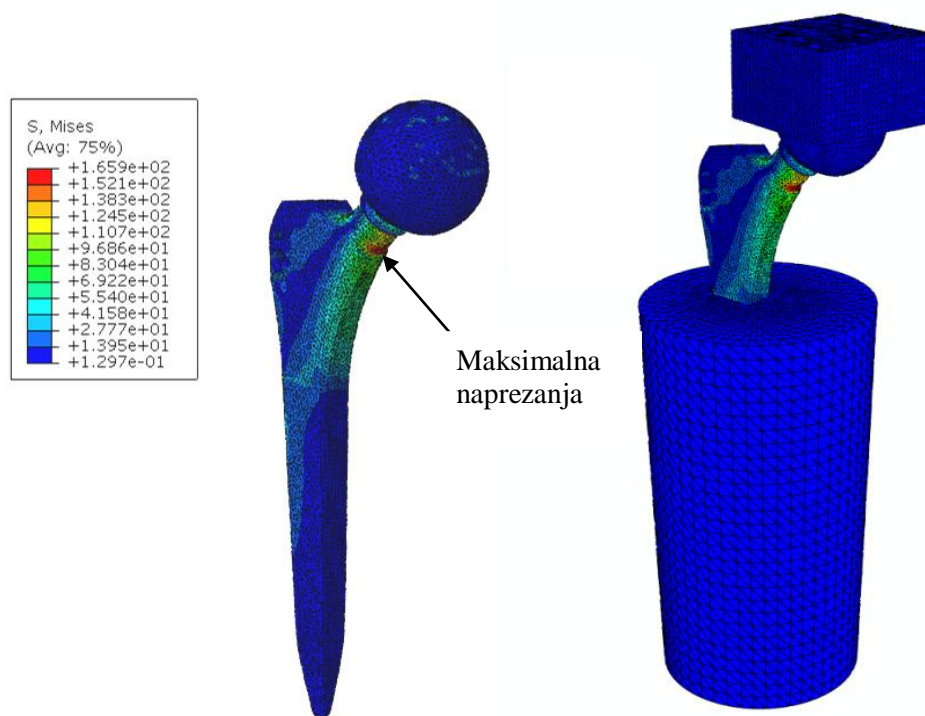 S, Mises
(Avg: 75%)
+1.659e+02
+1.521e+02
+1.383e+02
+1.245e+02
+1.107e+02
+9.686e+01
+8.304e+01
+6.922e+01
+5.540e+01
+4.158e+01
+2.777e+01
+1.395e+01
+1.297e-01
Maksimalna
naprezanja